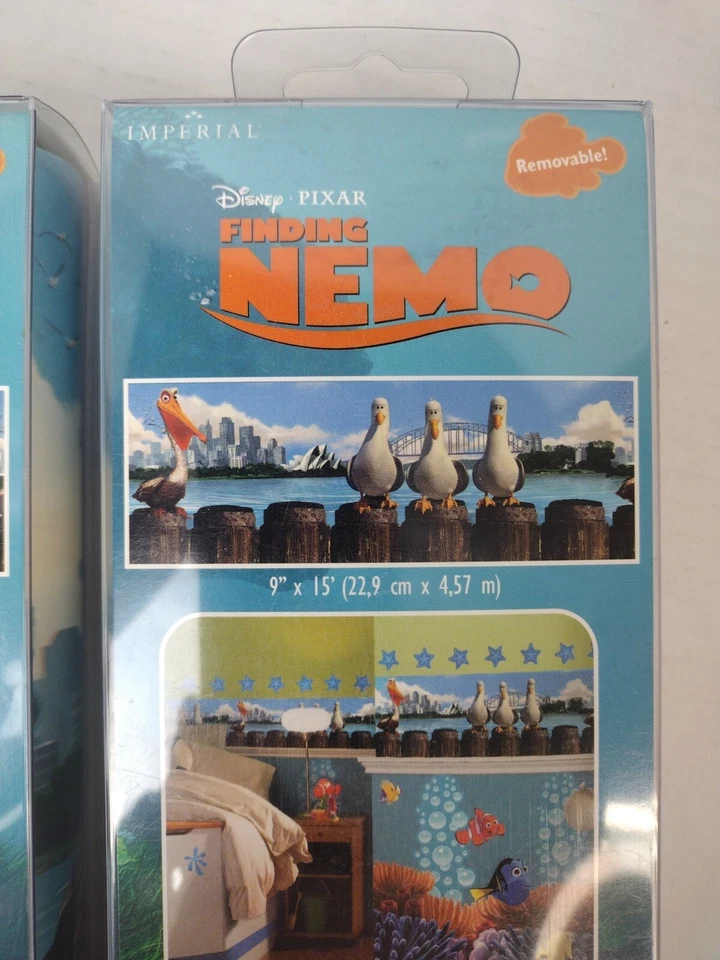 IMPERIAL
Removable!
Disney · PIXAR
FINDING
NEMO
9” x 15’ (22,9 cm x 4,57 m)